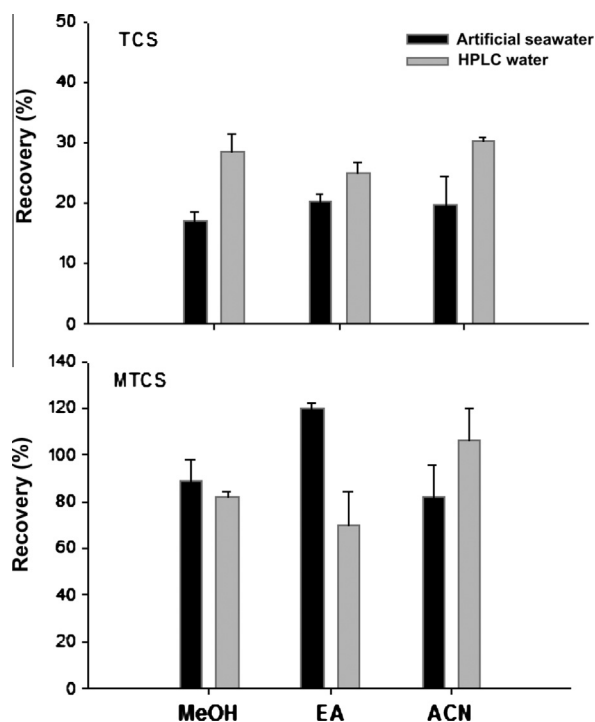 TCS
Artificial seawater
HPLC water
Recovery (%)
50
40
30
20
10
0
MTCS
Recovery (%)
140
120
100
80
60
40
20
0
MeOH EA ACN